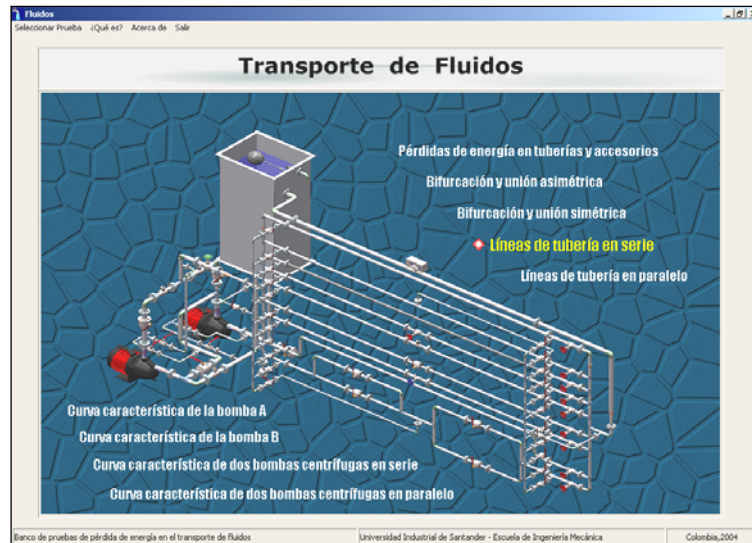 Fluidos
Seleccionar Prueba ¿Qué es? Acerca de Salir
Transporte de Fluidos
Pérdidas de energía en tuberías y accesorios
Bifurcación y unión asimétrica
Bifurcación y unión simétrica
Líneas de tubería en serie
Líneas de tubería en paralelo
Curva característica de la bomba A
Curva característica de la bomba B
Curva característica de dos bombas centrífugas en serie
Curva característica de dos bombas centrífugas en paralelo
Banco de pruebas de pérdida de energía en el transporte de fluidos Universidad Industrial de Santander - Escuela de Ingeniería Mecánica Colombia,2004